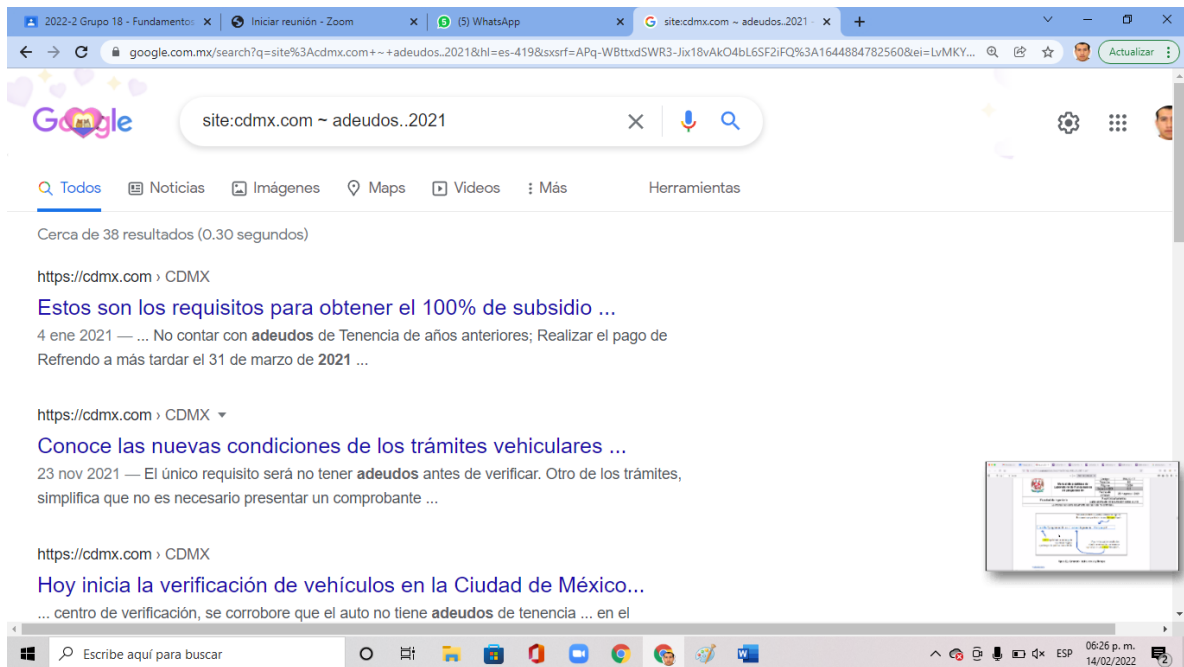 2022-2 Grupo 18 - Fundamentos
Iniciar reunión - Zoom
(5) WhatsApp
site:cdmx.com ~ adeudos..2021 -
google.com.mx/search?q=site%3Acdmx.com+~+adeudos..2021&hl=es-419&sxsrf=APq-WBttxdSWR3-Jix18vAkO4bL6SF2iFQ%3A1644884782560&ei=LvMKY...
Actualizar
Google
site:cdmx.com ~ adeudos..2021
Todos Noticias Imágenes Maps Videos Más Herramientas
Cerca de 38 resultados (0.30 segundos)
https://cdmx.com › CDMX
Estos son los requisitos para obtener el 100% de subsidio ...
4 ene 2021 — ... No contar con adeudos de Tenencia de años anteriores; Realizar el pago de
Refrendo a más tardar el 31 de marzo de 2021 ...
https://cdmx.com › CDMX
Conoce las nuevas condiciones de los trámites vehiculares ...
23 nov 2021 — El único requisito será no tener adeudos antes de verificar. Otro de los trámites,
simplifica que no es necesario presentar un comprobante ...
https://cdmx.com › CDMX
Hoy inicia la verificación de vehículos en la Ciudad de México...
... centro de verificación, se corrobore que el auto no tiene adeudos de tenencia ... en el
Escribe aquí para buscar
ESP
06:26 p. m.
14/02/2022
2